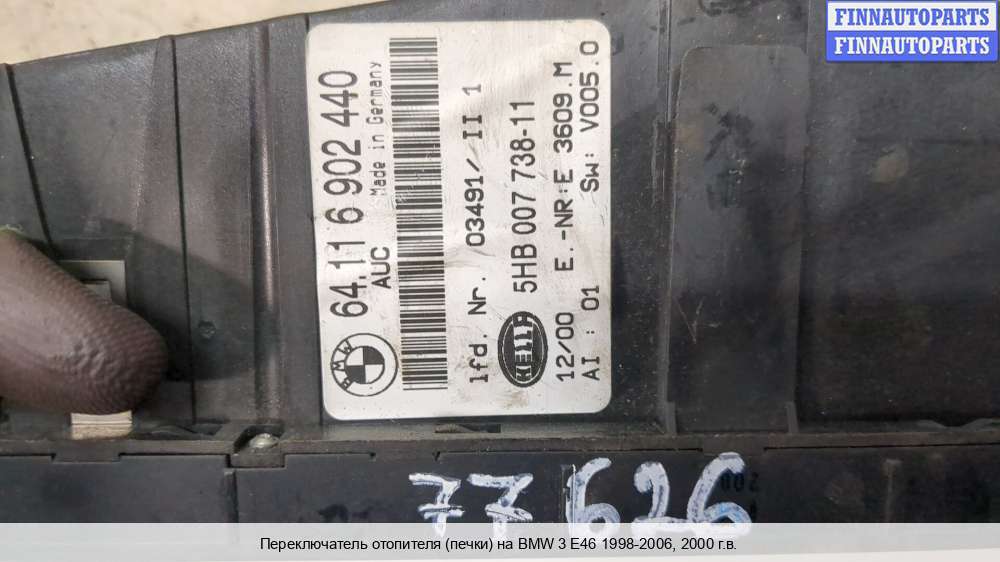 FINNAUTOPARTS
FINNAUTOPARTS
BMW
64.11 6 902 440
AUC Made in Germany
lfd. Nr. 03491/ II 1
HELLA 5HB 007 738-11
12/00 E.-NR:E 3609.M
AI: 01 SW: V005.0
77626
Переключатель отопителя (печки) на BMW 3 E46 1998-2006, 2000 г.в.